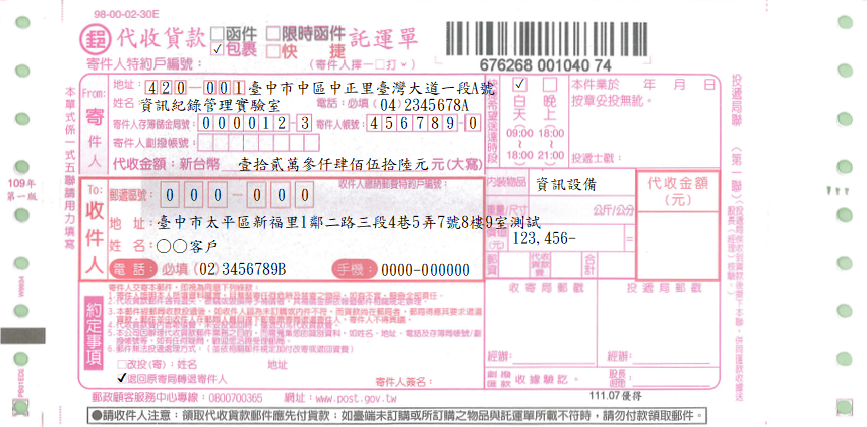 98-00-02-30E
郵 代收貨款 □函件 □限時函件 託運單
✓包裹 □快 捷
寄件人特約戶編號： (寄件人擇一□打✓)
676268 001040 74
From: 寄件人
地址：420-001臺中市中區中正里臺灣大道一段A號
姓名：資訊紀錄管理實驗室 電話：必填(04)2345678A
寄件人存簿儲金局號：000012-3 寄件人帳號：456789-0
寄件人劃撥帳號：
代收金額：新台幣 壹拾貳萬參仟肆佰伍拾陸元元(大寫)
希望送達時段
✓ 白天 09:00 ~ 18:00
晚上 18:00 ~ 21:00
本件業於 年 月 日
按章妥投無訛。
投遞士戳：
To: 收件人
郵遞區號：000-000 收件人繳納郵費特約戶編號：
地 址：臺中市太平區新福里1鄰二路三段4巷5弄7號8樓9室測試
姓 名：○○客戶
電話：必填(02)3456789B 手機：0000-000000
內裝物品 資訊設備
重量/尺寸 公斤/公分
(元) 123,456- =
郵資 代收貨款費 合計
代收金額
(元)
收寄局郵戳 投遞局郵戳
經辦： 經辦：
約定事項
寄件人交寄本郵件，即視為同意下列條款：
□改投(寄)：姓名 地址
✓退回原寄局轉退寄件人
寄件人簽名：
收據驗訖。
郵政顧客服務中心專線：0800700365 網址：www.post.gov.tw
111.07優得
●請收件人注意：領取代收貨款郵件應先付貨款；如臺端未訂購或所訂購之物品與託運單所載不符時，請勿付款領取郵件。
本單式係一式五聯請用力填寫
109年
第一版
投遞局聯 (第一聯)